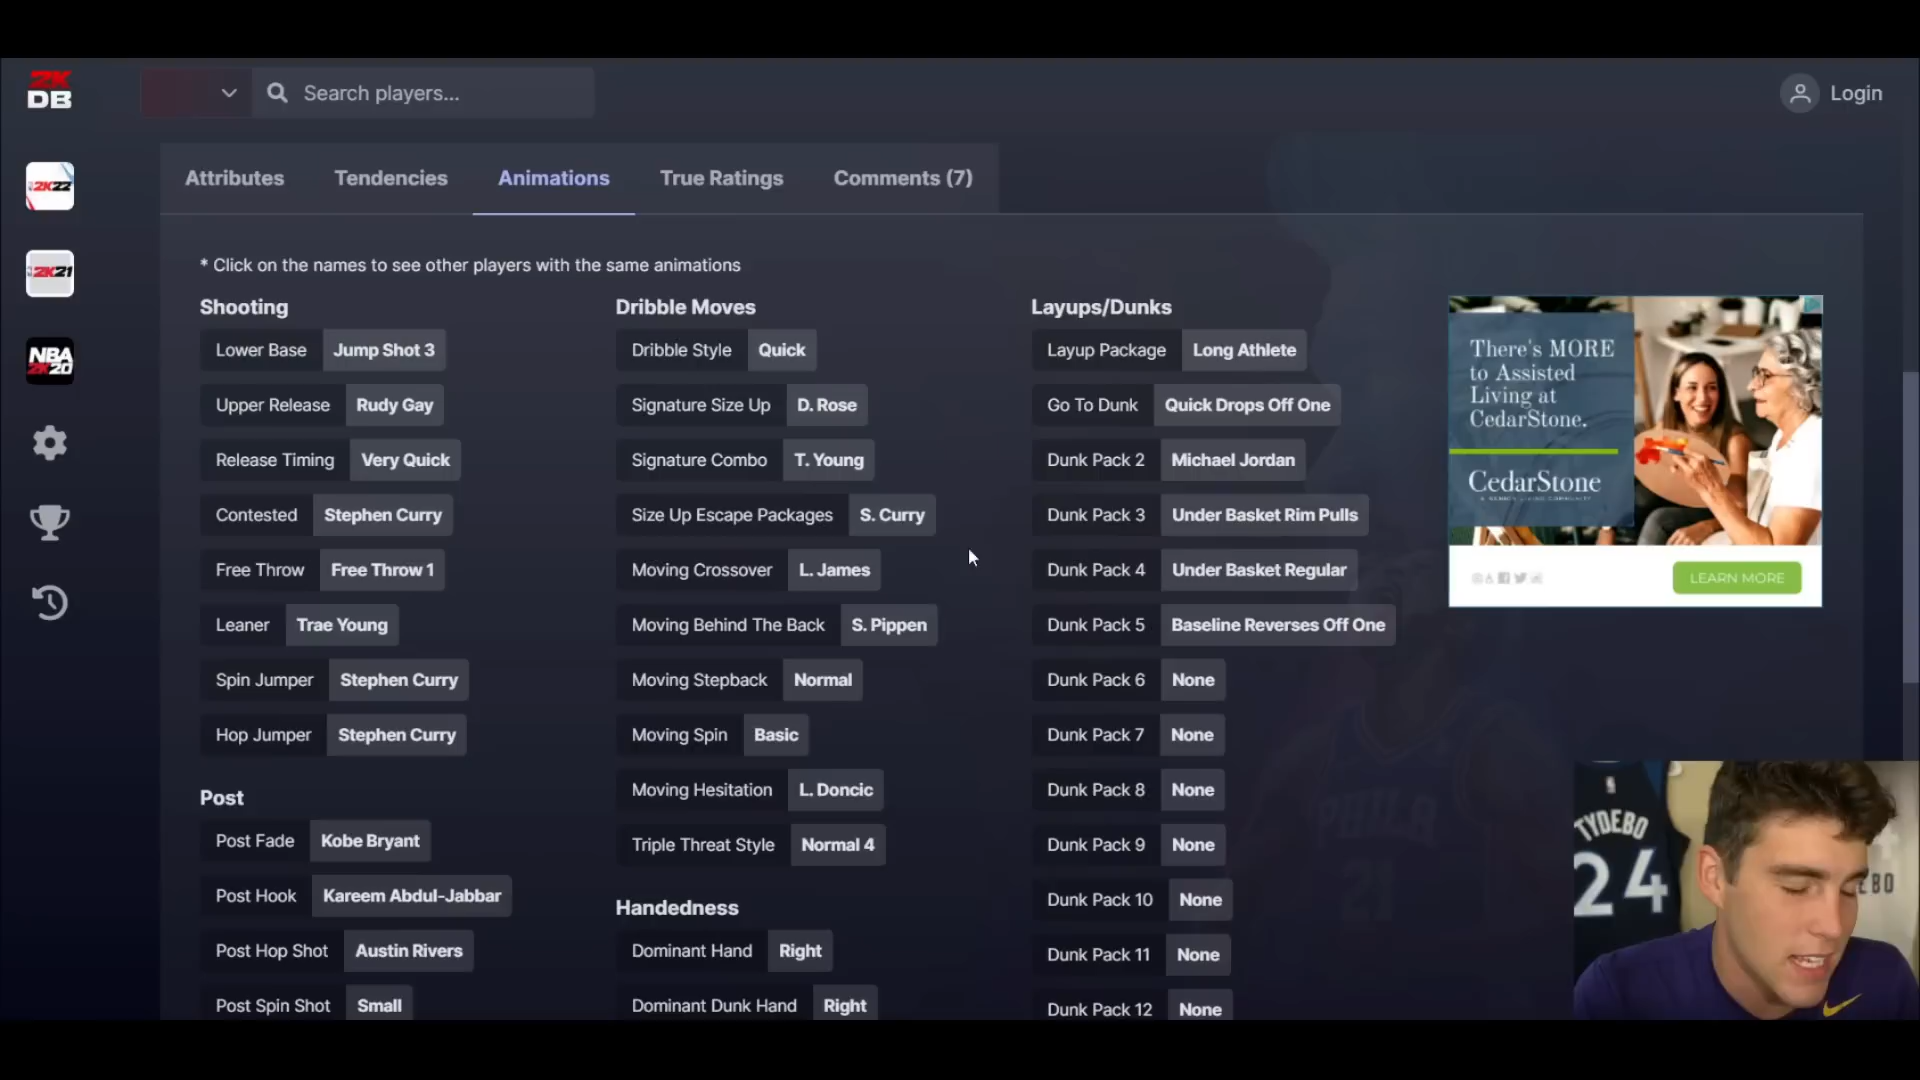 2K
DB
Search players...
Login
2K22
2K21
NBA
2K20
Attributes
Tendencies
Animations
True Ratings
Comments (7)
* Click on the names to see other players with the same animations
Shooting
Lower Base Jump Shot 3
Upper Release Rudy Gay
Release Timing Very Quick
Contested Stephen Curry
Free Throw Free Throw 1
Leaner Trae Young
Spin Jumper Stephen Curry
Hop Jumper Stephen Curry
Post
Post Fade Kobe Bryant
Post Hook Kareem Abdul-Jabbar
Post Hop Shot Austin Rivers
Post Spin Shot Small
Dribble Moves
Dribble Style Quick
Signature Size Up D. Rose
Signature Combo T. Young
Size Up Escape Packages S. Curry
Moving Crossover L. James
Moving Behind The Back S. Pippen
Moving Stepback Normal
Moving Spin Basic
Moving Hesitation L. Doncic
Triple Threat Style Normal 4
Handedness
Dominant Hand Right
Dominant Dunk Hand Right
Layups/Dunks
Layup Package Long Athlete
Go To Dunk Quick Drops Off One
Dunk Pack 2 Michael Jordan
Dunk Pack 3 Under Basket Rim Pulls
Dunk Pack 4 Under Basket Regular
Dunk Pack 5 Baseline Reverses Off One
Dunk Pack 6 None
Dunk Pack 7 None
Dunk Pack 8 None
Dunk Pack 9 None
Dunk Pack 10 None
Dunk Pack 11 None
Dunk Pack 12 None
There's MORE
to Assisted
Living at
CedarStone.
CedarStone
LEARN MORE
PHILA
21
TYDEBO
24